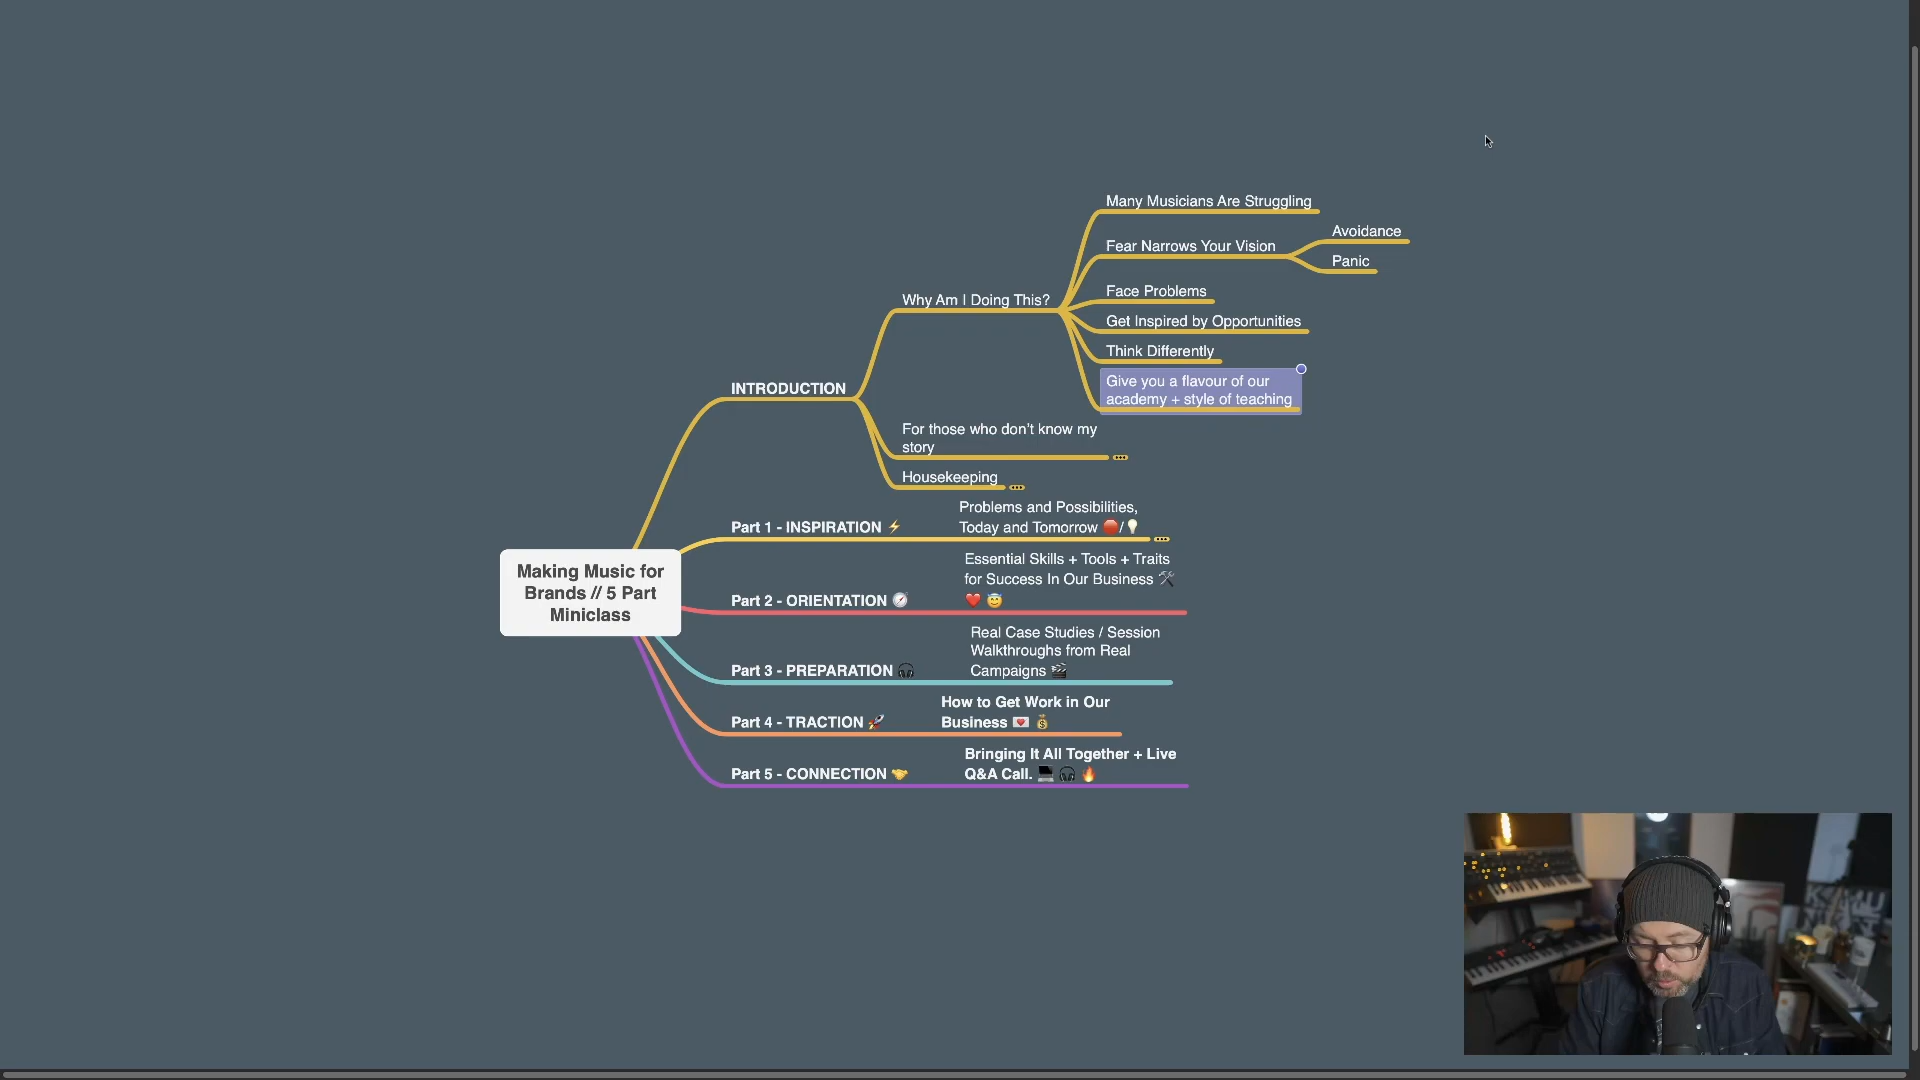 Many Musicians Are Struggling
Avoidance
Fear Narrows Your Vision
Panic
Face Problems
Why Am I Doing This?
Get Inspired by Opportunities
Think Differently
Give you a flavour of our
academy + style of teaching
INTRODUCTION
For those who don’t know my
story
Housekeeping
Problems and Possibilities,
Part 1 - INSPIRATION ⚡ Today and Tomorrow 🛑/💡
Essential Skills + Tools + Traits
for Success In Our Business 🛠️
Part 2 - ORIENTATION 🧭 ❤️ 😇
Making Music for
Brands // 5 Part
Miniclass
Real Case Studies / Session
Walkthroughs from Real
Part 3 - PREPARATION 🎧 Campaigns 🎬
How to Get Work in Our
Part 4 - TRACTION 🚀 Business 💌 💰
Bringing It All Together + Live
Part 5 - CONNECTION 🤝 Q&A Call. 💻 🎧 🔥